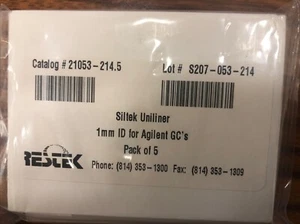 Catalog # 21053-214.5 Lot # S207-053-214
Siltek Uniliner
1mm ID for Agilent GC's
Pack of 5
RESTEK Phone: (814) 353-1300 Fax: (814) 353-1309